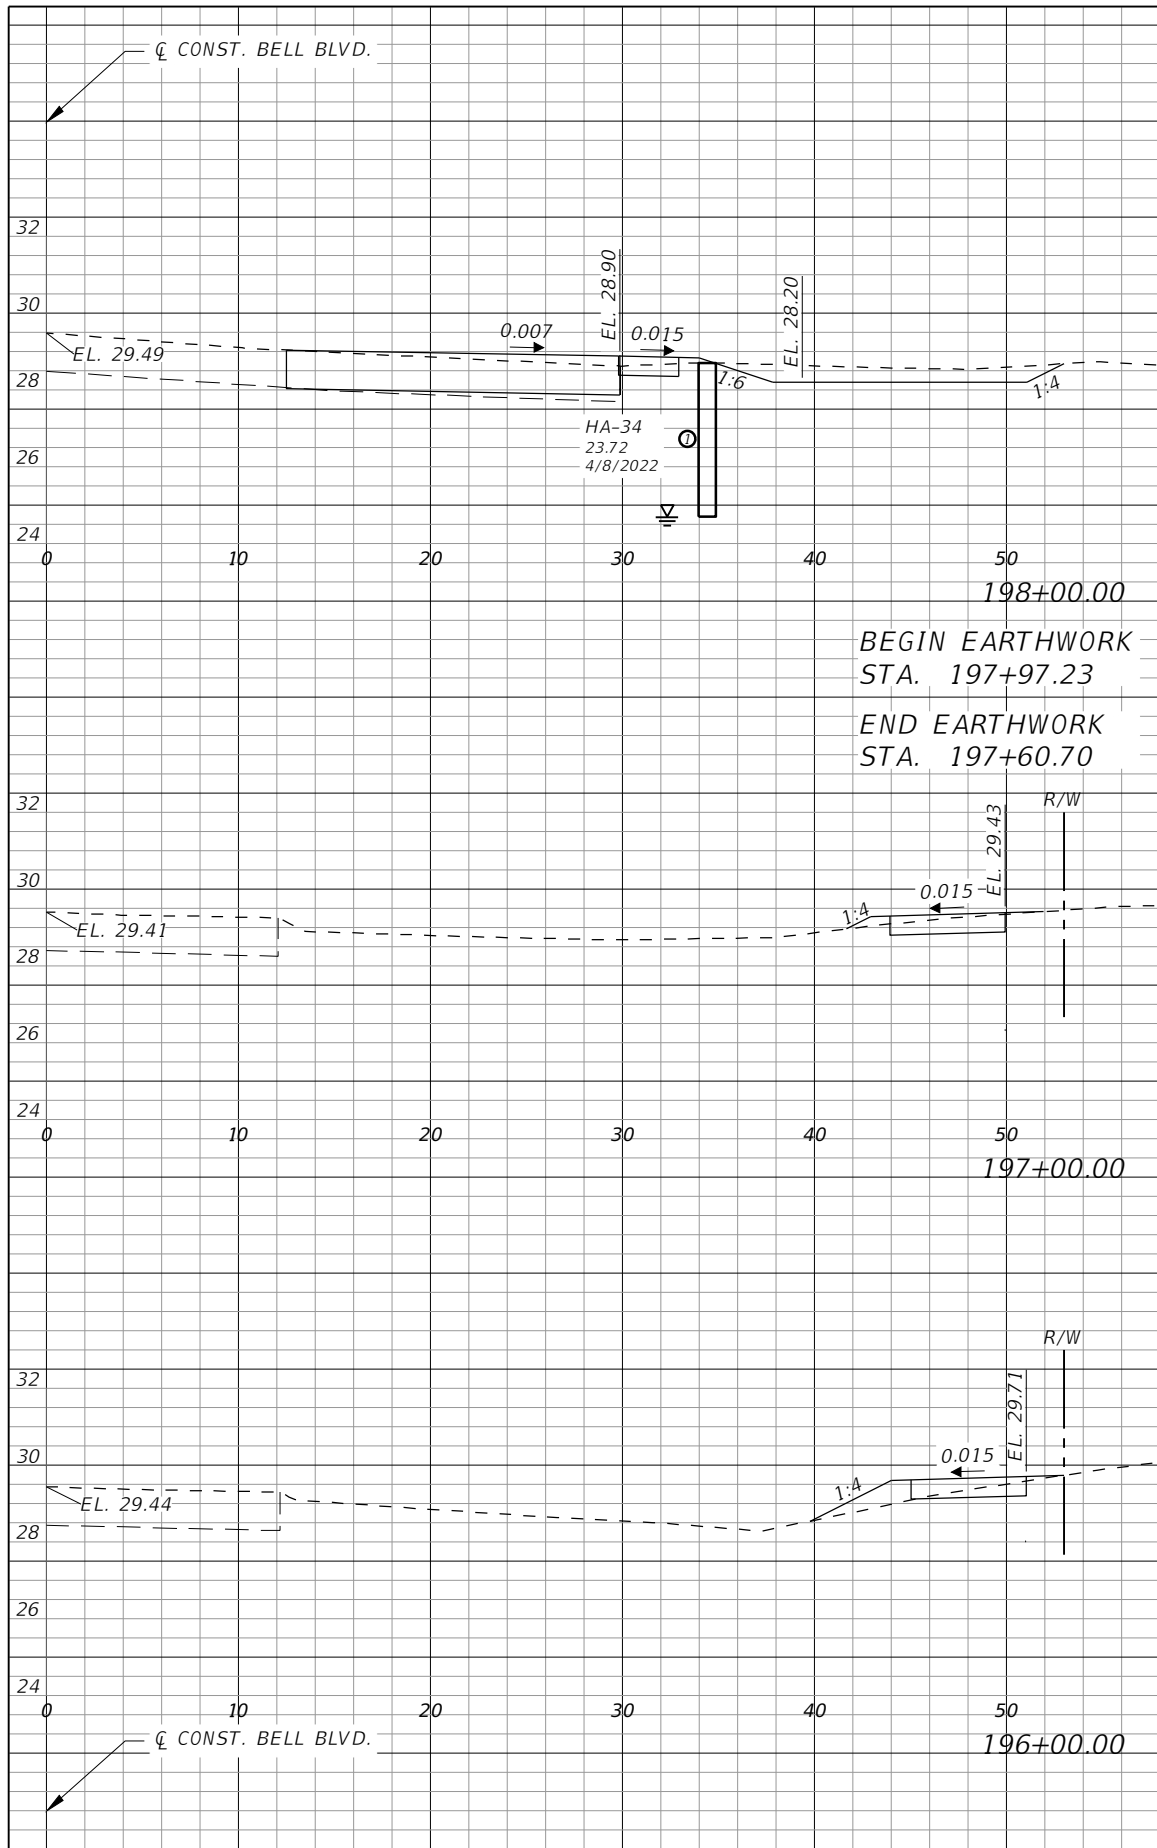 ℄ CONST. BELL BLVD.
32
EL. 28.90
30
EL. 28.20
0.007
0.015
EL. 29.49
28
1:6
1:4
HA-34
23.72
4/8/2022
1
26
24
0 10 20 30 40 50
198+00.00
BEGIN EARTHWORK
STA. 197+97.23
END EARTHWORK
STA. 197+60.70
32
R/W
EL. 29.43
30
0.015
1:4
EL. 29.41
28
26
24
0 10 20 30 40 50
197+00.00
R/W
32
EL. 29.71
30
0.015
1:4
EL. 29.44
28
26
24
0 10 20 30 40 50
℄ CONST. BELL BLVD.
196+00.00